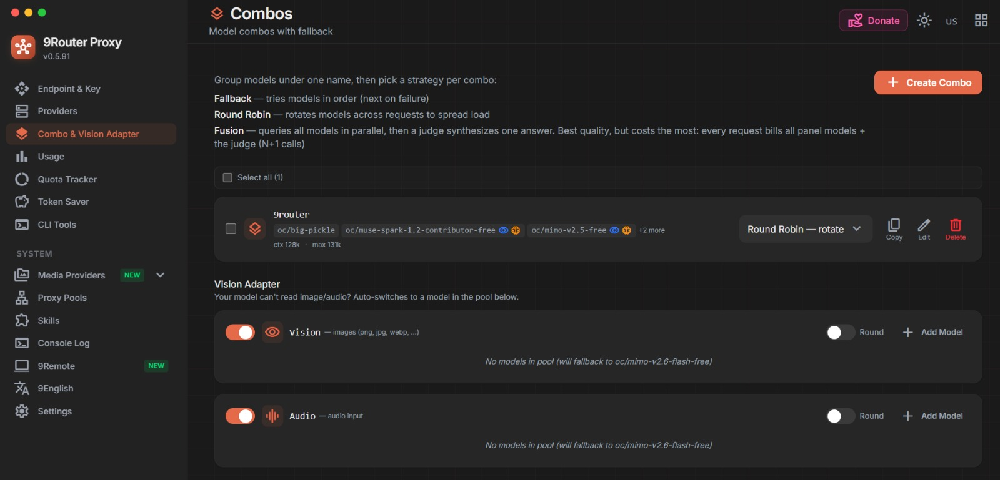 9Router Proxy
v0.5.91
Endpoint & Key
Providers
Combo & Vision Adapter
Usage
Quota Tracker
Token Saver
CLI Tools
SYSTEM
Media Providers NEW
Proxy Pools
Skills
Console Log
9Remote NEW
9English
Settings
Combos
Model combos with fallback
Donate
US
Group models under one name, then pick a strategy per combo:
Fallback — tries models in order (next on failure)
Round Robin — rotates models across requests to spread load
Fusion — queries all models in parallel, then a judge synthesizes one answer. Best quality, but costs the most: every request bills all panel models +
the judge (N+1 calls)
Create Combo
Select all (1)
9router
oc/big-pickle oc/muse-spark-1.2-contributor-free oc/mimo-v2.5-free +2 more
ctx 128k · max 131k
Round Robin — rotate
Copy
Edit
Delete
Vision Adapter
Your model can't read image/audio? Auto-switches to a model in the pool below.
Vision — images (png, jpg, webp, ...)
Round
Add Model
No models in pool (will fallback to oc/mimo-v2.6-flash-free)
Audio — audio input
Round
Add Model
No models in pool (will fallback to oc/mimo-v2.6-flash-free)